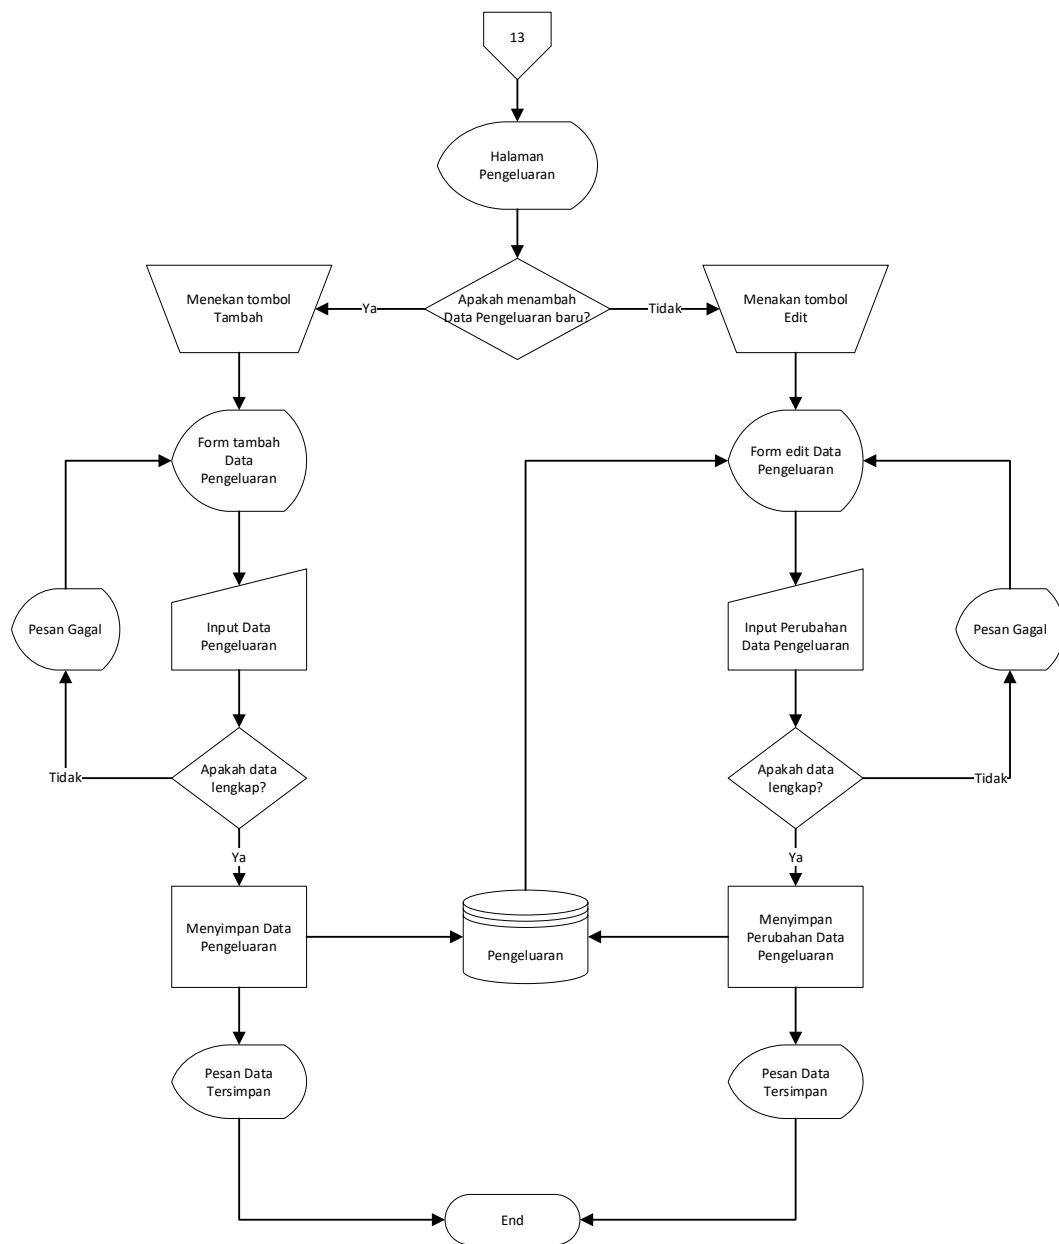 13
Halaman
Pengeluaran
Menekan tombol
Tambah
Ya
Apakah menambah
Data Pengeluaran baru?
Tidak
Menakan tombol
Edit
Form tambah
Data
Pengeluaran
Form edit Data
Pengeluaran
Pesan Gagal
Input Data
Pengeluaran
Input Perubahan
Data Pengeluaran
Pesan Gagal
Tidak
Apakah data
lengkap?
Apakah data
lengkap?
Tidak
Ya
Ya
Menyimpan Data
Pengeluaran
Pengeluaran
Menyimpan
Perubahan Data
Pengeluaran
Pesan Data
Tersimpan
Pesan Data
Tersimpan
End